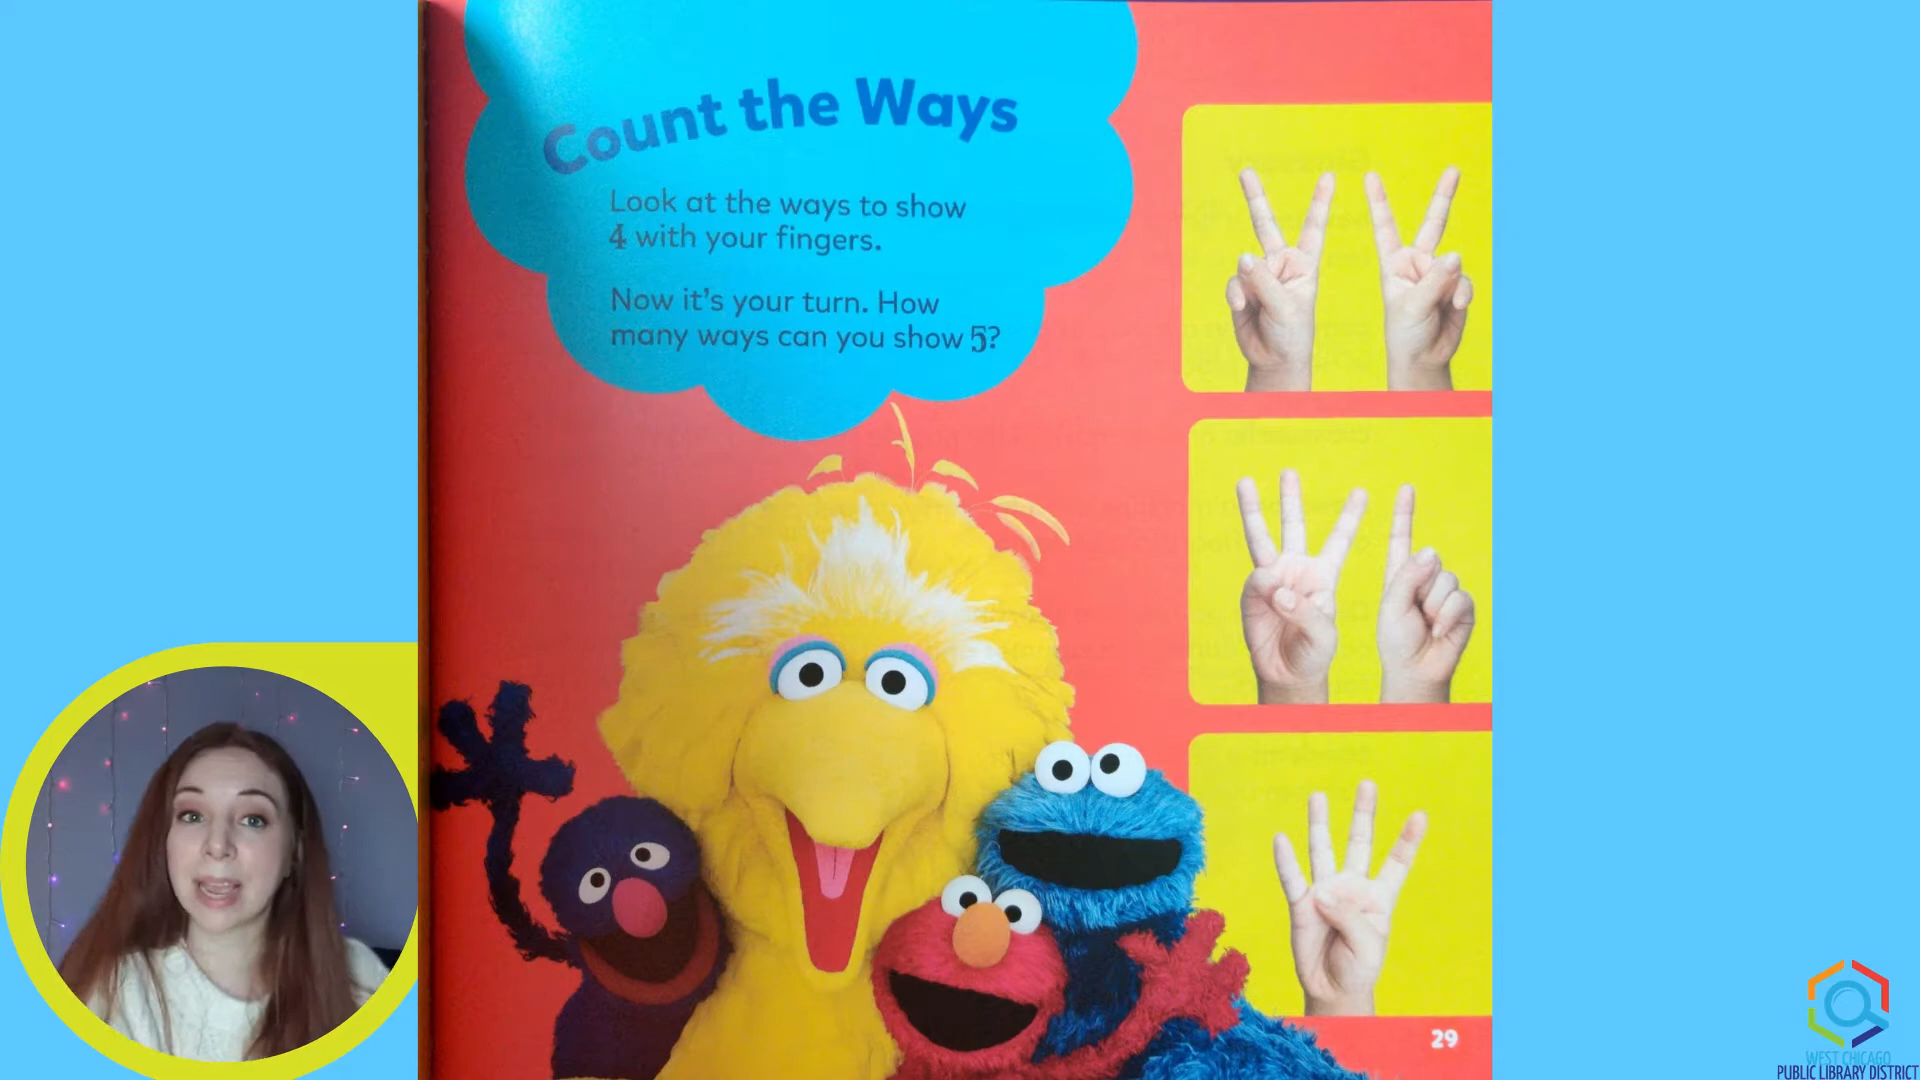 Count the Ways
Look at the ways to show
4 with your fingers.
Now it's your turn. How
many ways can you show 5?
29
WEST CHICAGO
PUBLIC LIBRARY DISTRICT